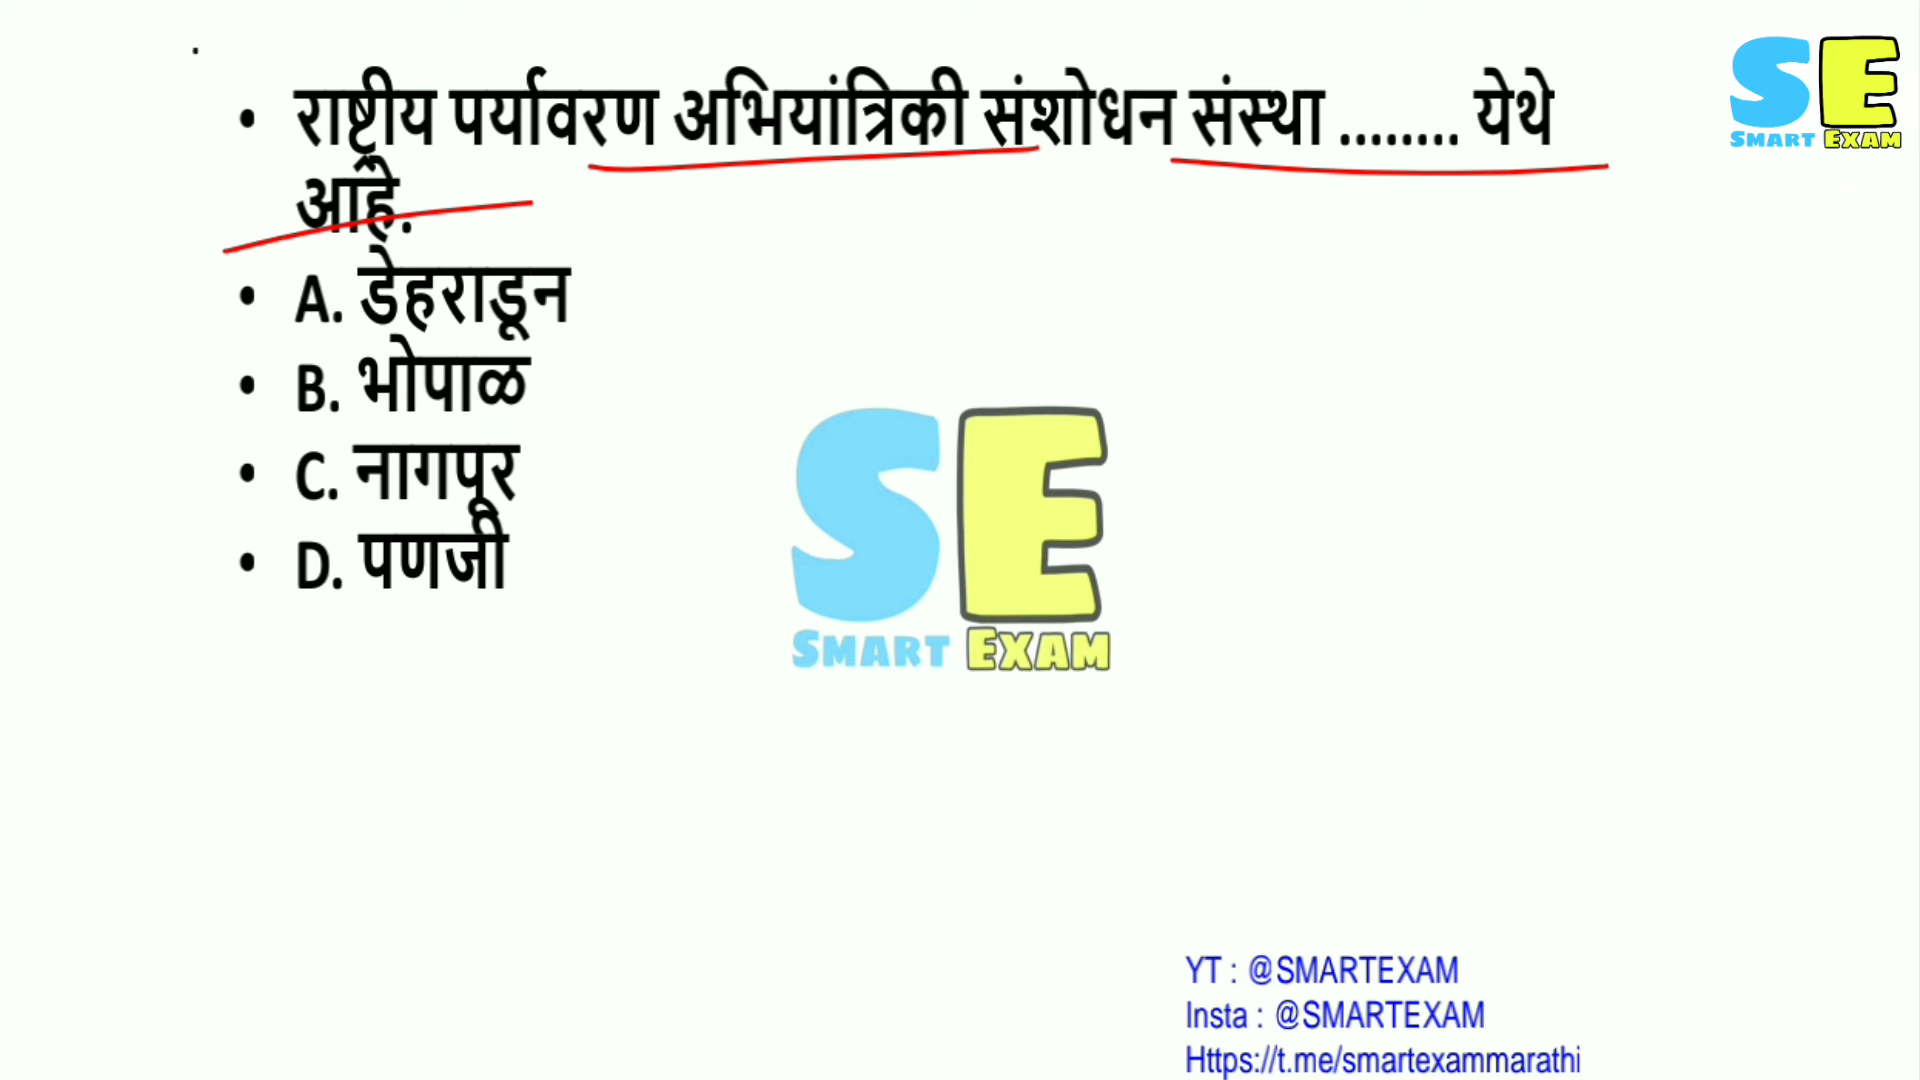 SE
SMART EXAM
• राष्ट्रीय पर्यावरण अभियांत्रिकी संशोधन संस्था ........ येथे
आहे.
• A. डेहराडून
• B. भोपाळ
• C. नागपूर
• D. पणजी
SE
SMART EXAM
YT : @SMARTEXAM
Insta : @SMARTEXAM
Https://t.me/smartexammarathi